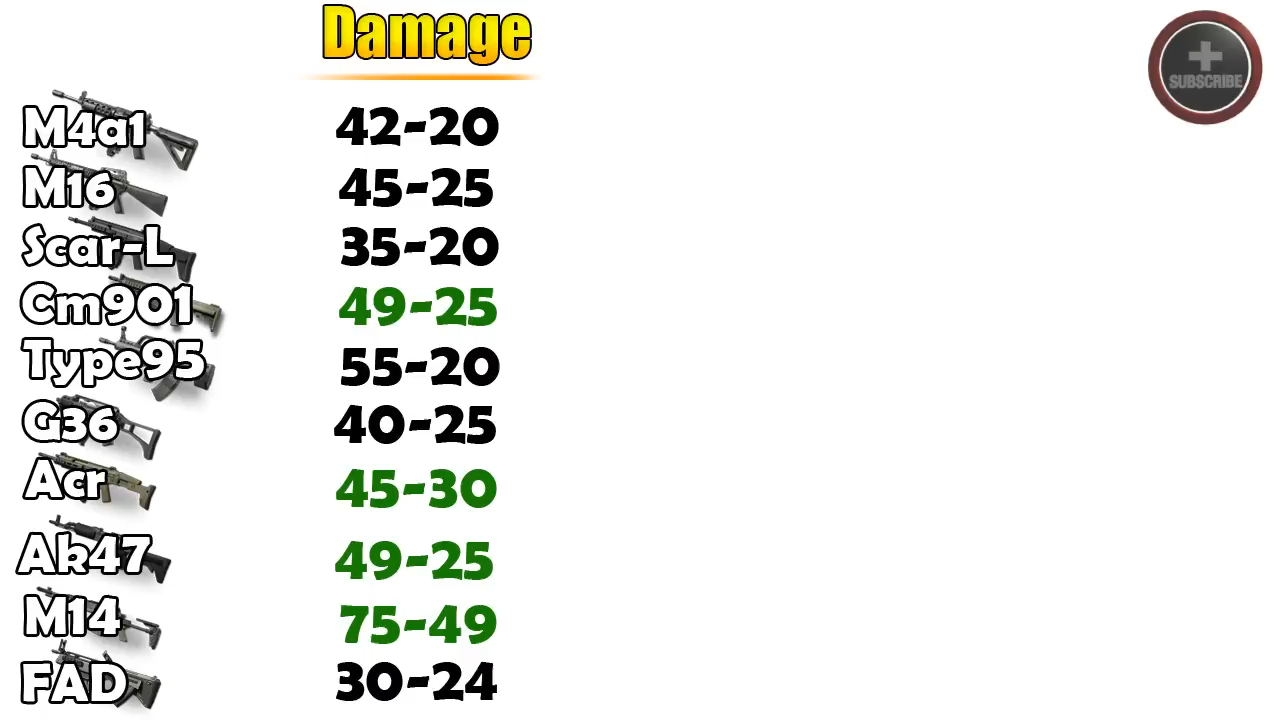 Damage
SUBSCRIBE
M4a1 42-20
M16 45-25
Scar-L 35-20
Cm901 49-25
Type95 55-20
G36 40-25
Acr 45-30
Ak47 49-25
M14 75-49
FAD 30-24